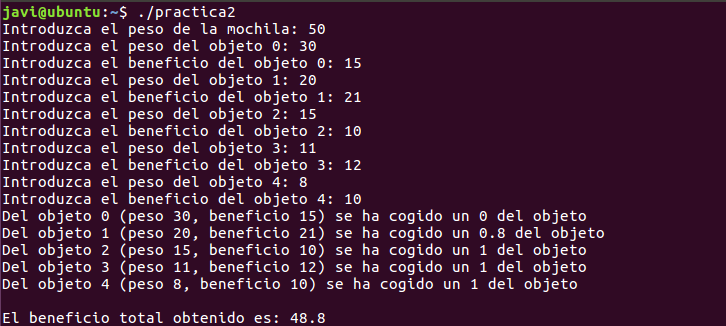 javi@ubuntu:~$ ./practica2
Introduzca el peso de la mochila: 50
Introduzca el peso del objeto 0: 30
Introduzca el beneficio del objeto 0: 15
Introduzca el peso del objeto 1: 20
Introduzca el beneficio del objeto 1: 21
Introduzca el peso del objeto 2: 15
Introduzca el beneficio del objeto 2: 10
Introduzca el peso del objeto 3: 11
Introduzca el beneficio del objeto 3: 12
Introduzca el peso del objeto 4: 8
Introduzca el beneficio del objeto 4: 10
Del objeto 0 (peso 30, beneficio 15) se ha cogido un 0 del objeto
Del objeto 1 (peso 20, beneficio 21) se ha cogido un 0.8 del objeto
Del objeto 2 (peso 15, beneficio 10) se ha cogido un 1 del objeto
Del objeto 3 (peso 11, beneficio 12) se ha cogido un 1 del objeto
Del objeto 4 (peso 8, beneficio 10) se ha cogido un 1 del objeto
El beneficio total obtenido es: 48.8